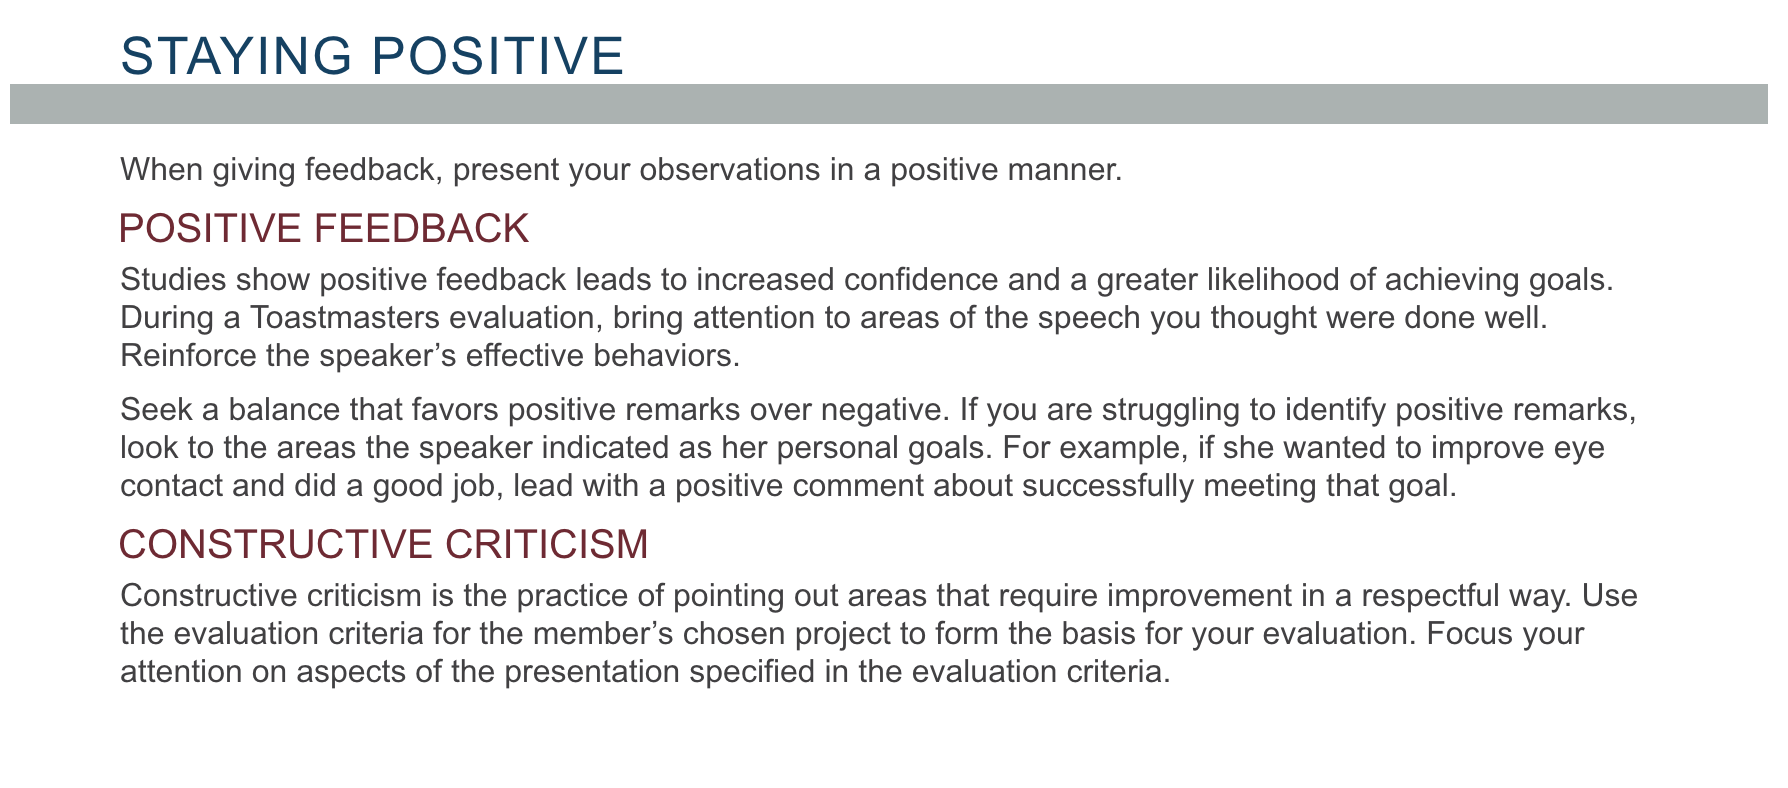 STAYING POSITIVE
When giving feedback, present your observations in a positive manner.
POSITIVE FEEDBACK
Studies show positive feedback leads to increased confidence and a greater likelihood of achieving goals.
During a Toastmasters evaluation, bring attention to areas of the speech you thought were done well.
Reinforce the speaker’s effective behaviors.
Seek a balance that favors positive remarks over negative. If you are struggling to identify positive remarks,
look to the areas the speaker indicated as her personal goals. For example, if she wanted to improve eye
contact and did a good job, lead with a positive comment about successfully meeting that goal.
CONSTRUCTIVE CRITICISM
Constructive criticism is the practice of pointing out areas that require improvement in a respectful way. Use
the evaluation criteria for the member’s chosen project to form the basis for your evaluation. Focus your
attention on aspects of the presentation specified in the evaluation criteria.